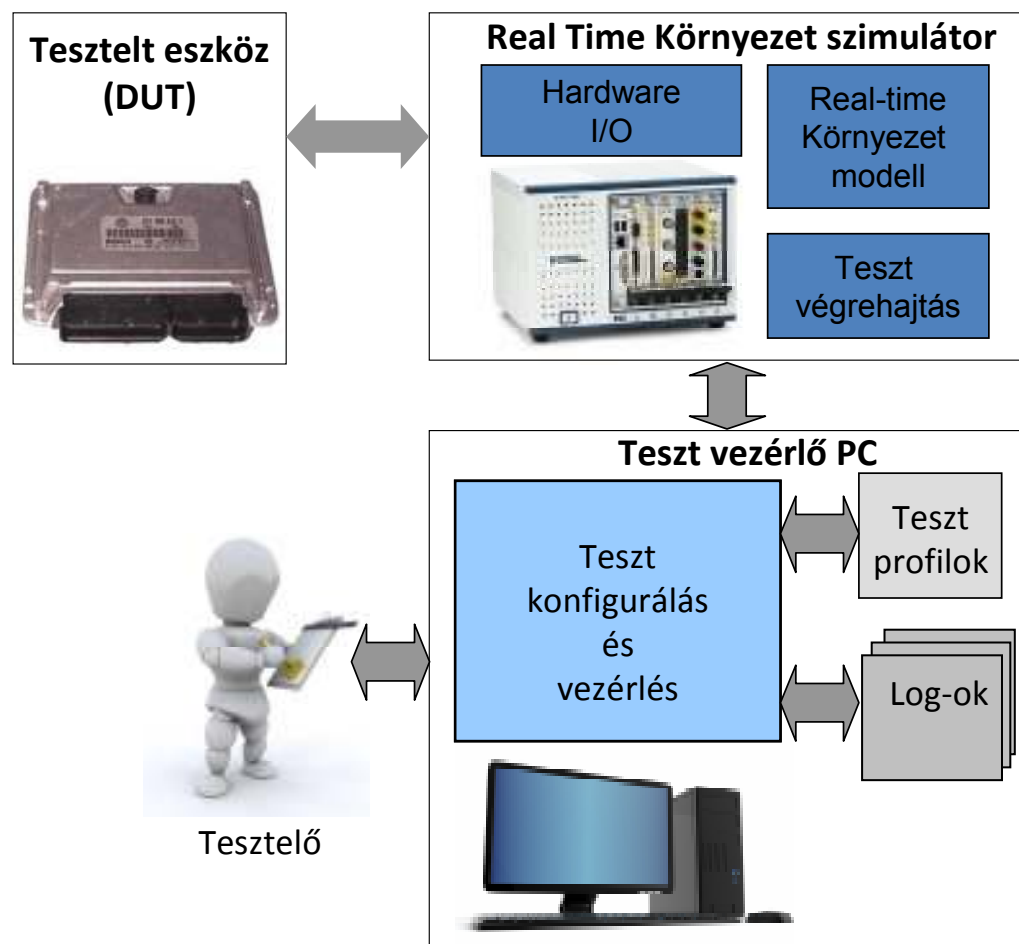 Tesztelt eszköz
(DUT)
Real Time Környezet szimulátor
Hardware
I/O
Real-time
Környezet
modell
Teszt
végrehajtás
Teszt vezérlő PC
Teszt
konfigurálás
és
vezérlés
Teszt
profilok
Log-ok
Tesztelő